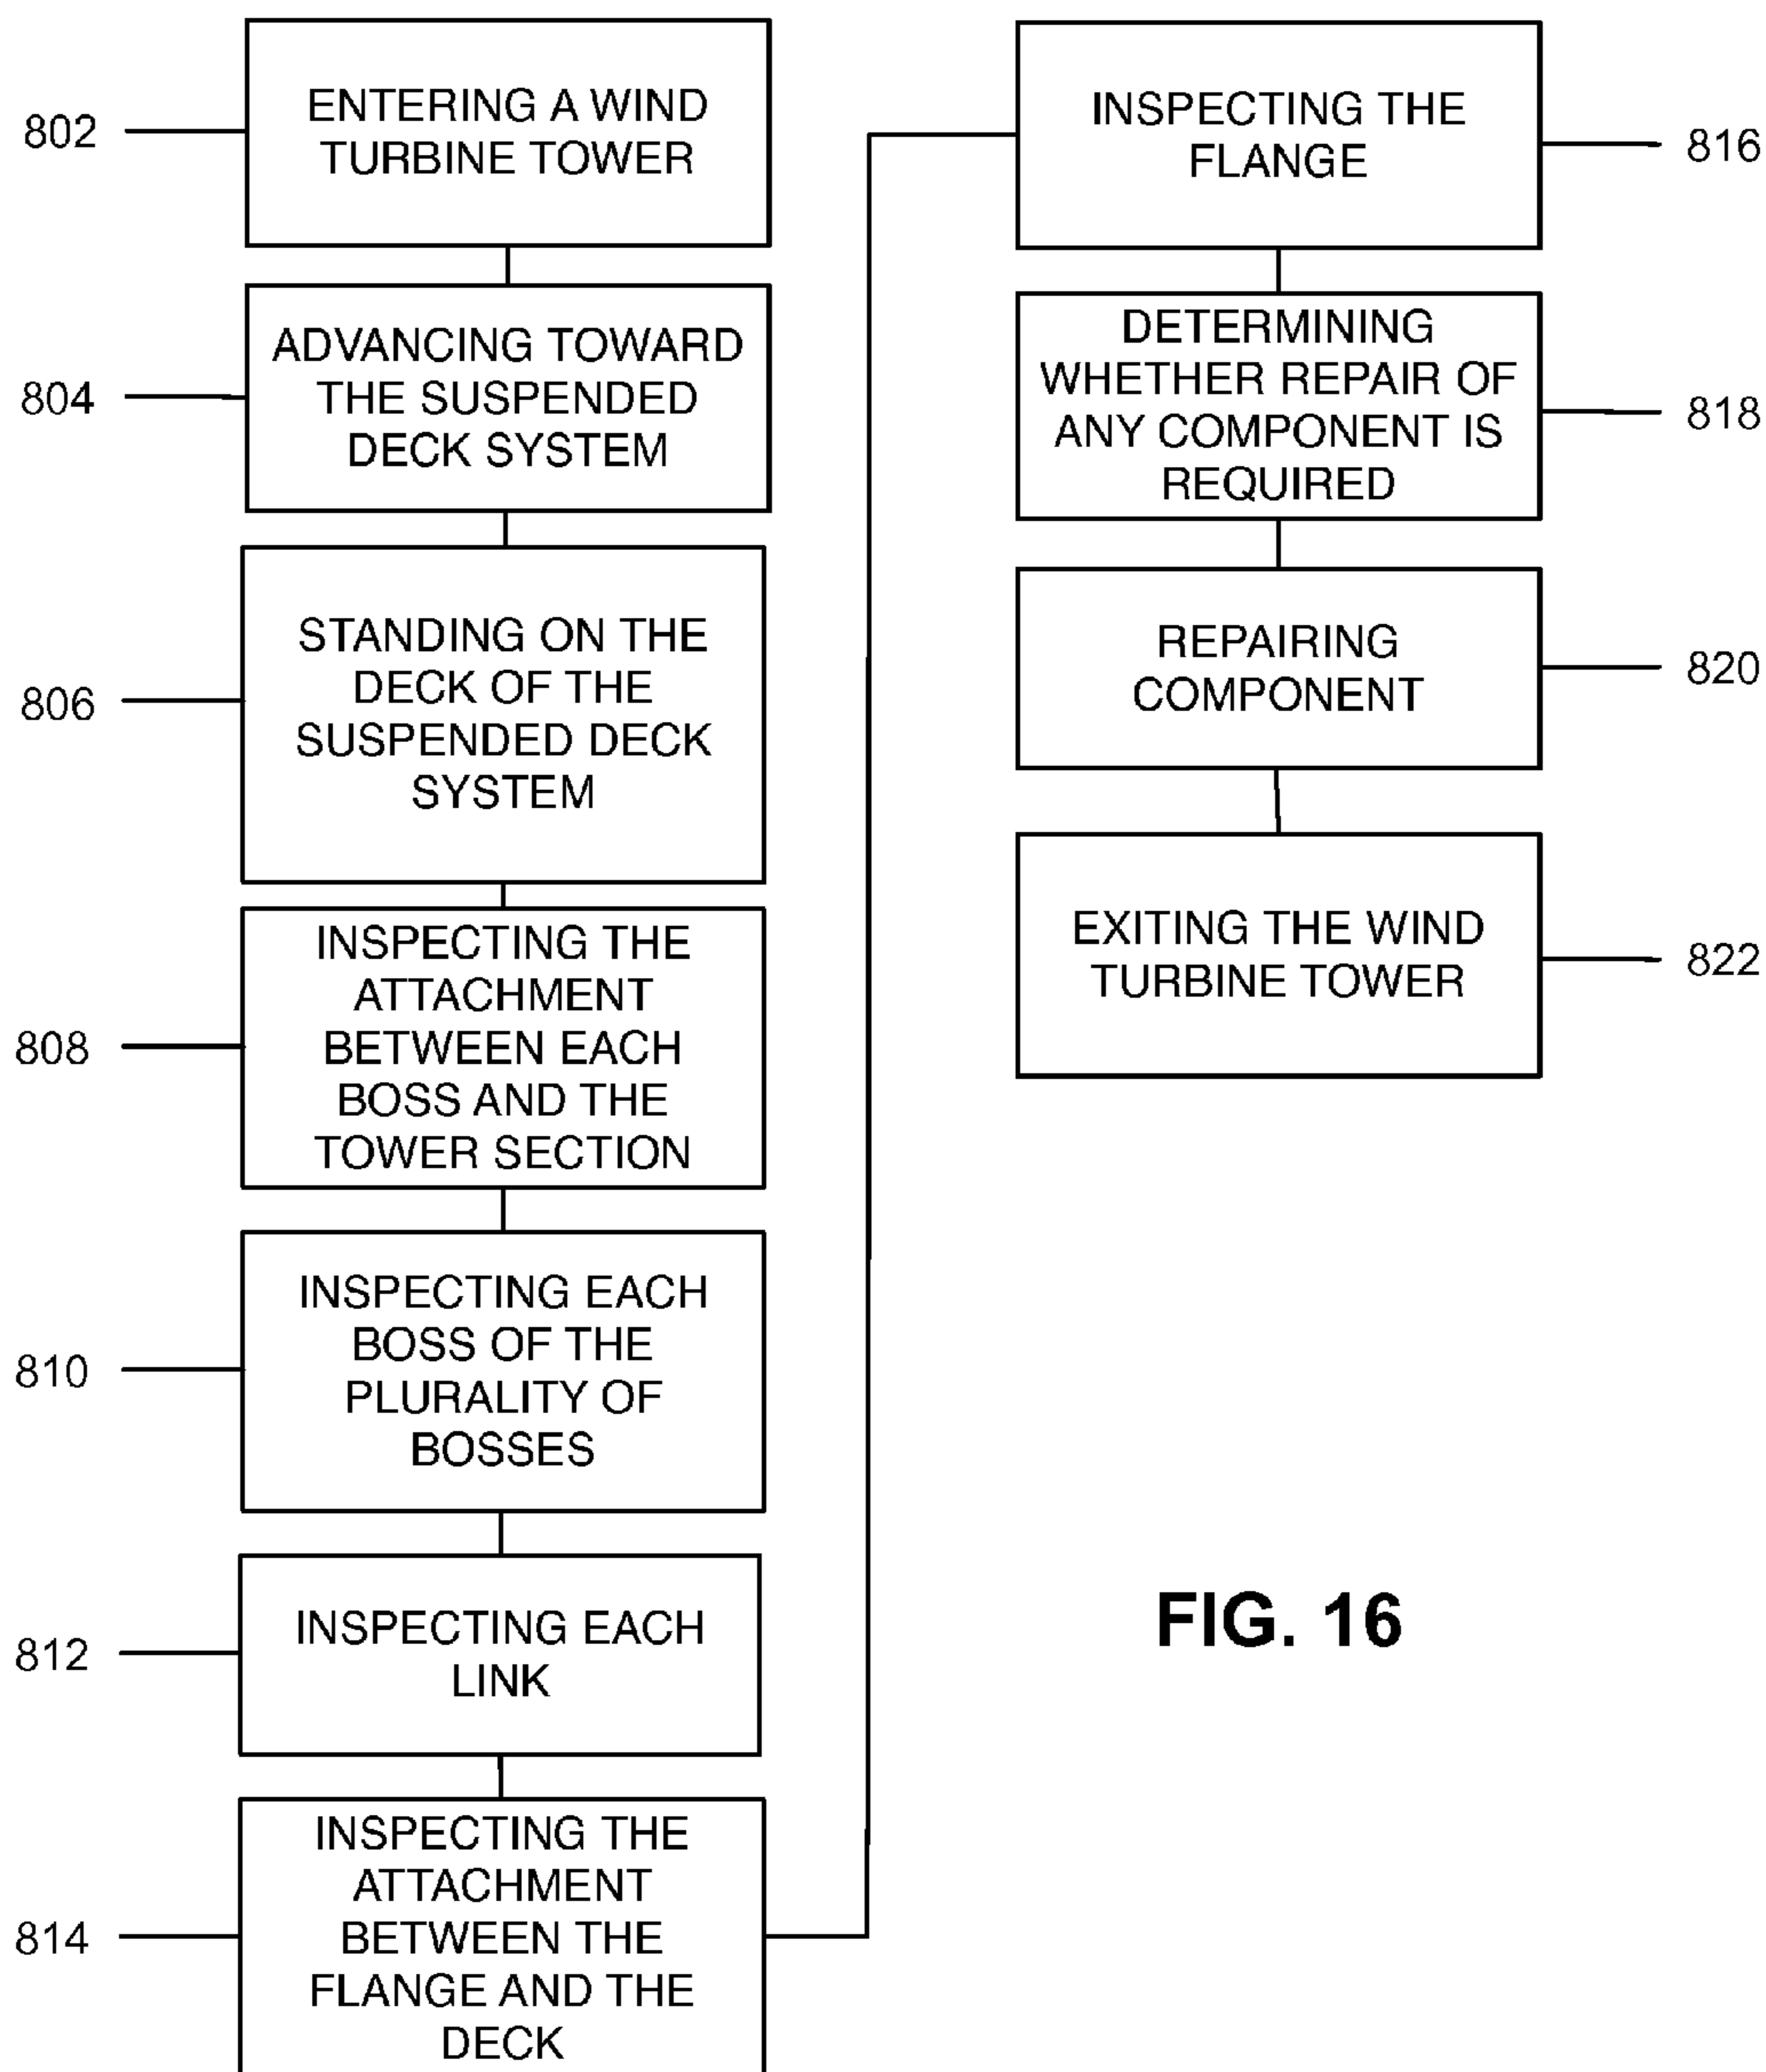 802
ENTERING A WIND
TURBINE TOWER
804
ADVANCING TOWARD
THE SUSPENDED
DECK SYSTEM
806
STANDING ON THE
DECK OF THE
SUSPENDED DECK
SYSTEM
808
INSPECTING THE
ATTACHMENT
BETWEEN EACH
BOSS AND THE
TOWER SECTION
810
INSPECTING EACH
BOSS OF THE
PLURALITY OF
BOSSES
812
INSPECTING EACH
LINK
814
INSPECTING THE
ATTACHMENT
BETWEEN THE
FLANGE AND THE
DECK
INSPECTING THE
FLANGE
816
DETERMINING
WHETHER REPAIR OF
ANY COMPONENT IS
REQUIRED
818
REPAIRING
COMPONENT
820
EXITING THE WIND
TURBINE TOWER
822
FIG. 16